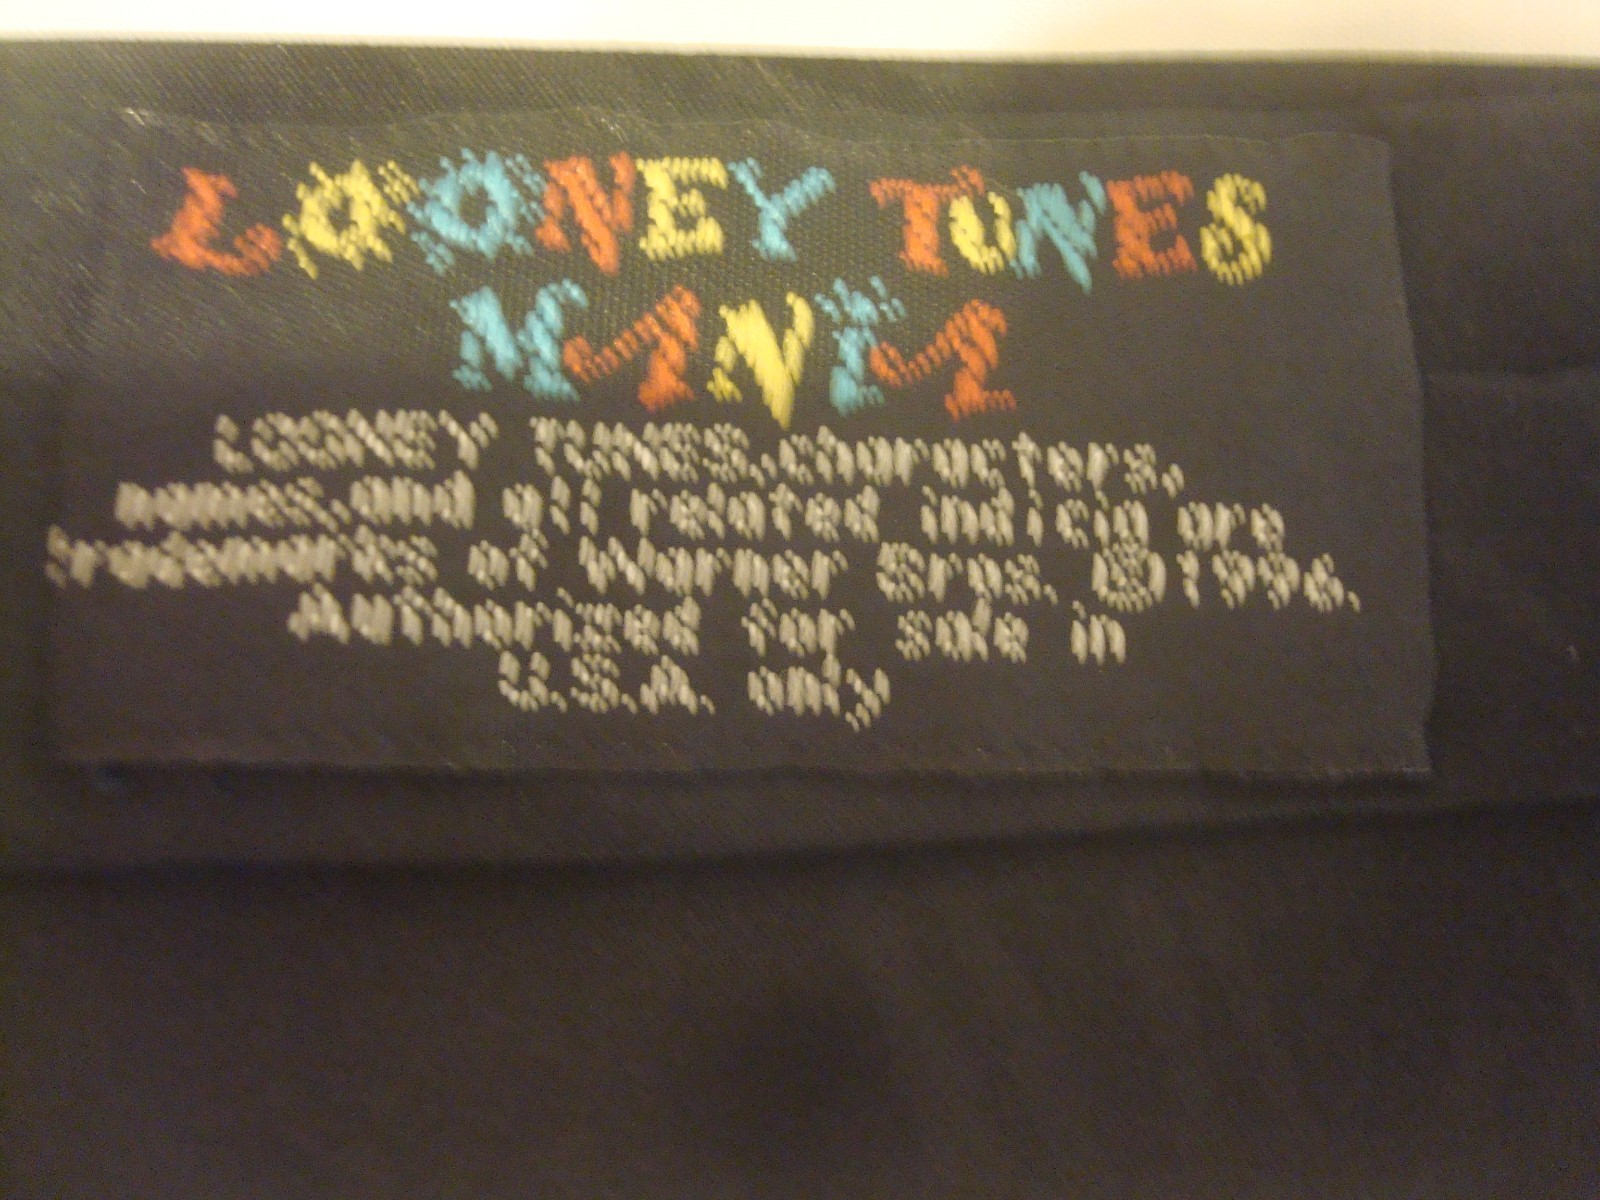 LOONEY TUNES
MANIA
LOONEY TUNES, characters,
names, and all related indicia are
trademarks of Warner Bros. ©1993.
Authorized for sale in
U.S.A. only